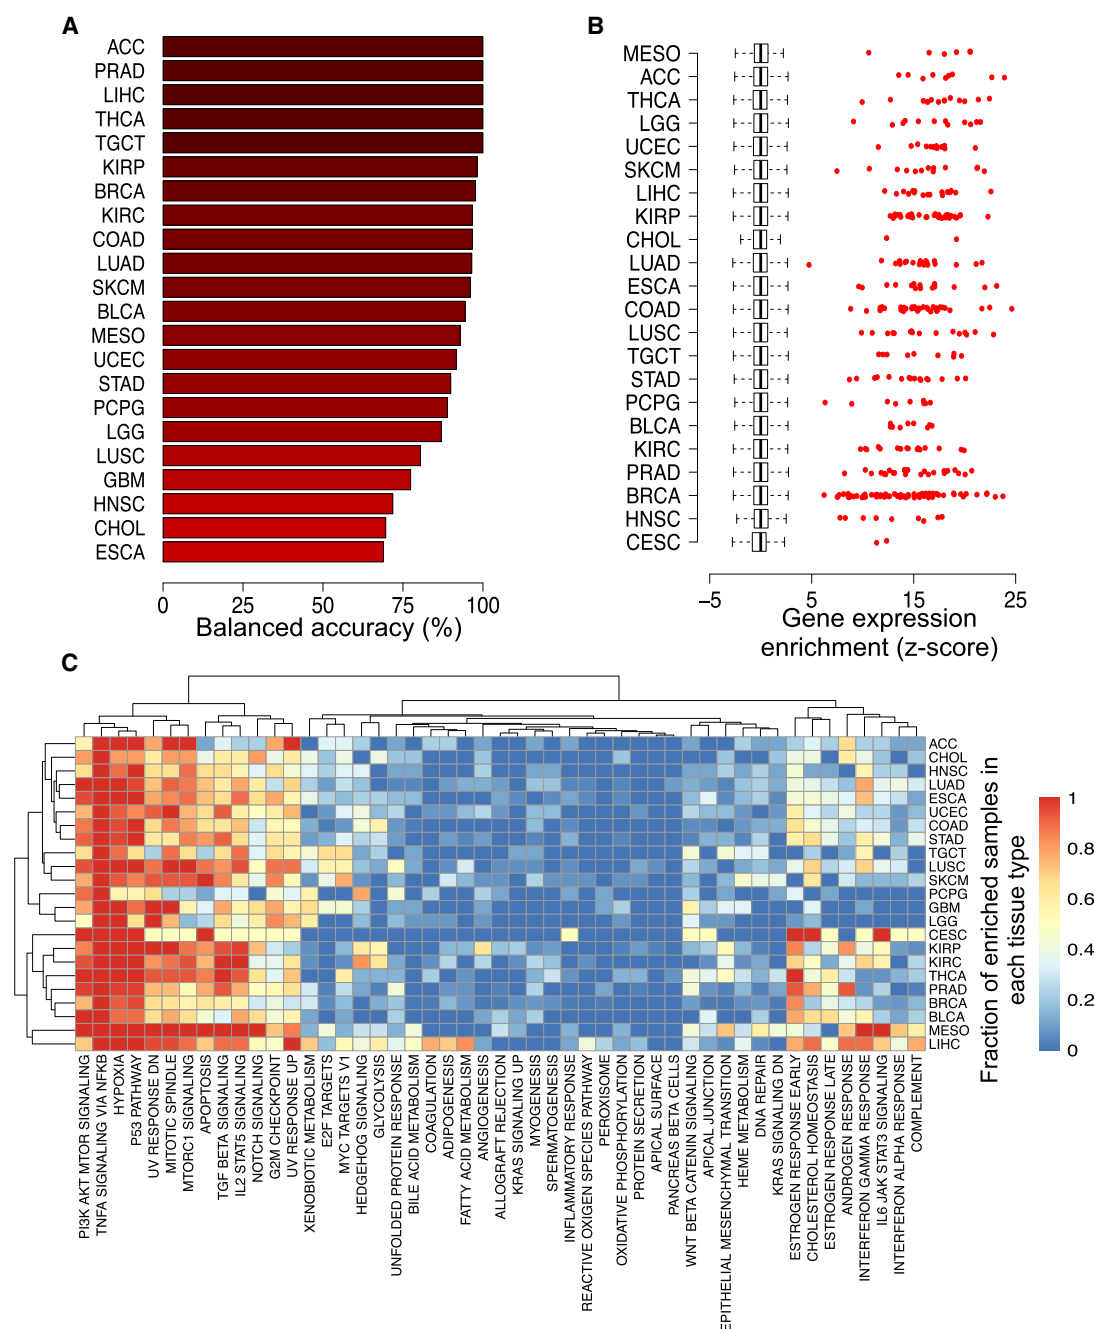 A
ACC
PRAD
LIHC
THCA
TGCT
KIRP
BRCA
KIRC
COAD
LUAD
SKCM
BLCA
MESO
UCEC
STAD
PCPG
LGG
LUSC
GBM
HNSC
CHOL
ESCA
0 25 50 75 100
Balanced accuracy (%)
B
MESO
ACC
THCA
LGG
UCEC
SKCM
LIHC
KIRP
CHOL
LUAD
ESCA
COAD
LUSC
TGCT
STAD
PCPG
BLCA
KIRC
PRAD
BRCA
HNSC
CESC
−5 5 15 25
Gene expression
enrichment (z-score)
C
ACC
CHOL
HNSC
LUAD
ESCA
UCEC
COAD
STAD
TGCT
LUSC
SKCM
PCPG
GBM
LGG
CESC
KIRP
KIRC
THCA
PRAD
BRCA
BLCA
MESO
LIHC
PI3K AKT MTOR SIGNALING
TNFA SIGNALING VIA NFKB
HYPOXIA
P53 PATHWAY
UV RESPONSE DN
MITOTIC SPINDLE
MTORC1 SIGNALING
APOPTOSIS
TGF BETA SIGNALING
IL2 STAT5 SIGNALING
NOTCH SIGNALING
G2M CHECKPOINT
UV RESPONSE UP
XENOBIOTIC METABOLISM
E2F TARGETS
MYC TARGETS V1
HEDGEHOG SIGNALING
GLYCOLYSIS
UNFOLDED PROTEIN RESPONSE
BILE ACID METABOLISM
COAGULATION
ADIPOGENESIS
FATTY ACID METABOLISM
ANGIOGENESIS
ALLOGRAFT REJECTION
KRAS SIGNALING UP
MYOGENESIS
SPERMATOGENESIS
INFLAMMATORY RESPONSE
REACTIVE OXIGEN SPECIES PATHWAY
PEROXISOME
OXIDATIVE PHOSPHORYLATION
PROTEIN SECRETION
APICAL SURFACE
PANCREAS BETA CELLS
WNT BETA CATENIN SIGNALING
APICAL JUNCTION
EPITHELIAL MESENCHYMAL TRANSITION
HEME METABOLISM
DNA REPAIR
KRAS SIGNALING DN
ESTROGEN RESPONSE EARLY
CHOLESTEROL HOMEOSTASIS
ESTROGEN RESPONSE LATE
ANDROGEN RESPONSE
INTERFERON GAMMA RESPONSE
IL6 JAK STAT3 SIGNALING
INTERFERON ALPHA RESPONSE
COMPLEMENT
Fraction of enriched samples in
each tissue type
1
0.8
0.6
0.4
0.2
0